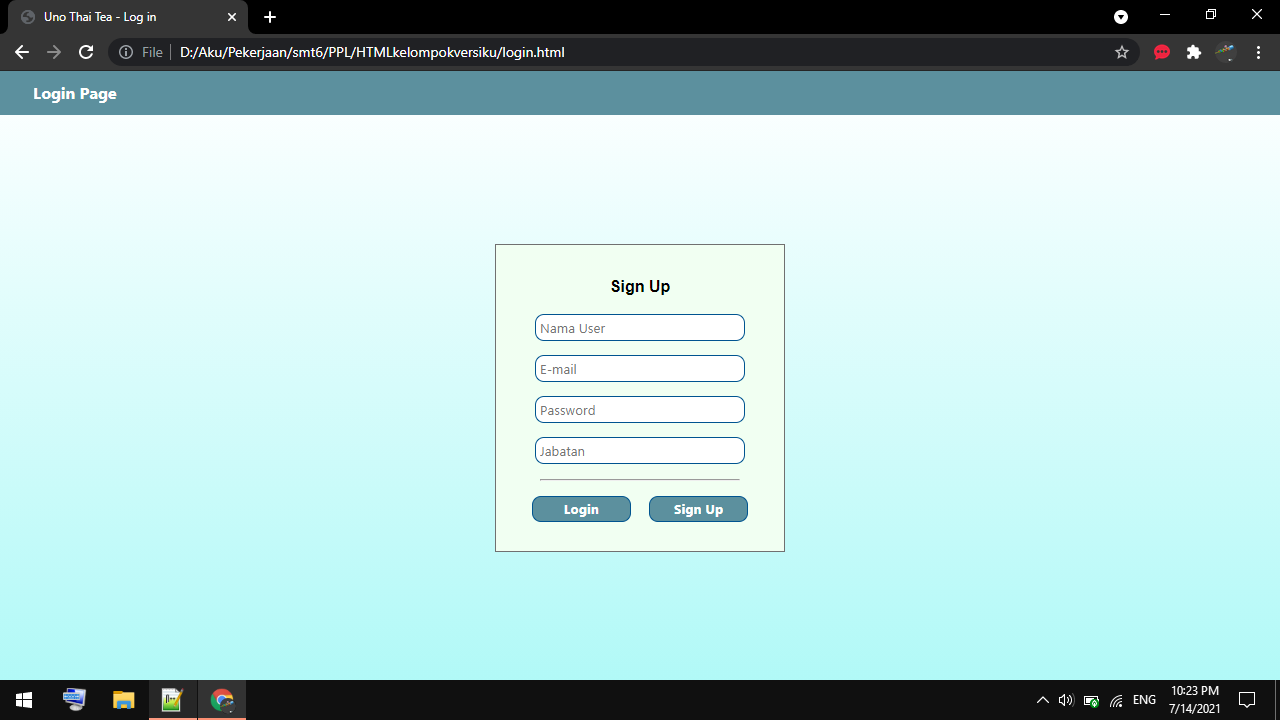 Uno Thai Tea - Log in
File D:/Aku/Pekerjaan/smt6/PPL/HTMLkelompokversiku/login.html
Login Page
Sign Up
Nama User
E-mail
Password
Jabatan
Login Sign Up
ENG
10:23 PM
7/14/2021